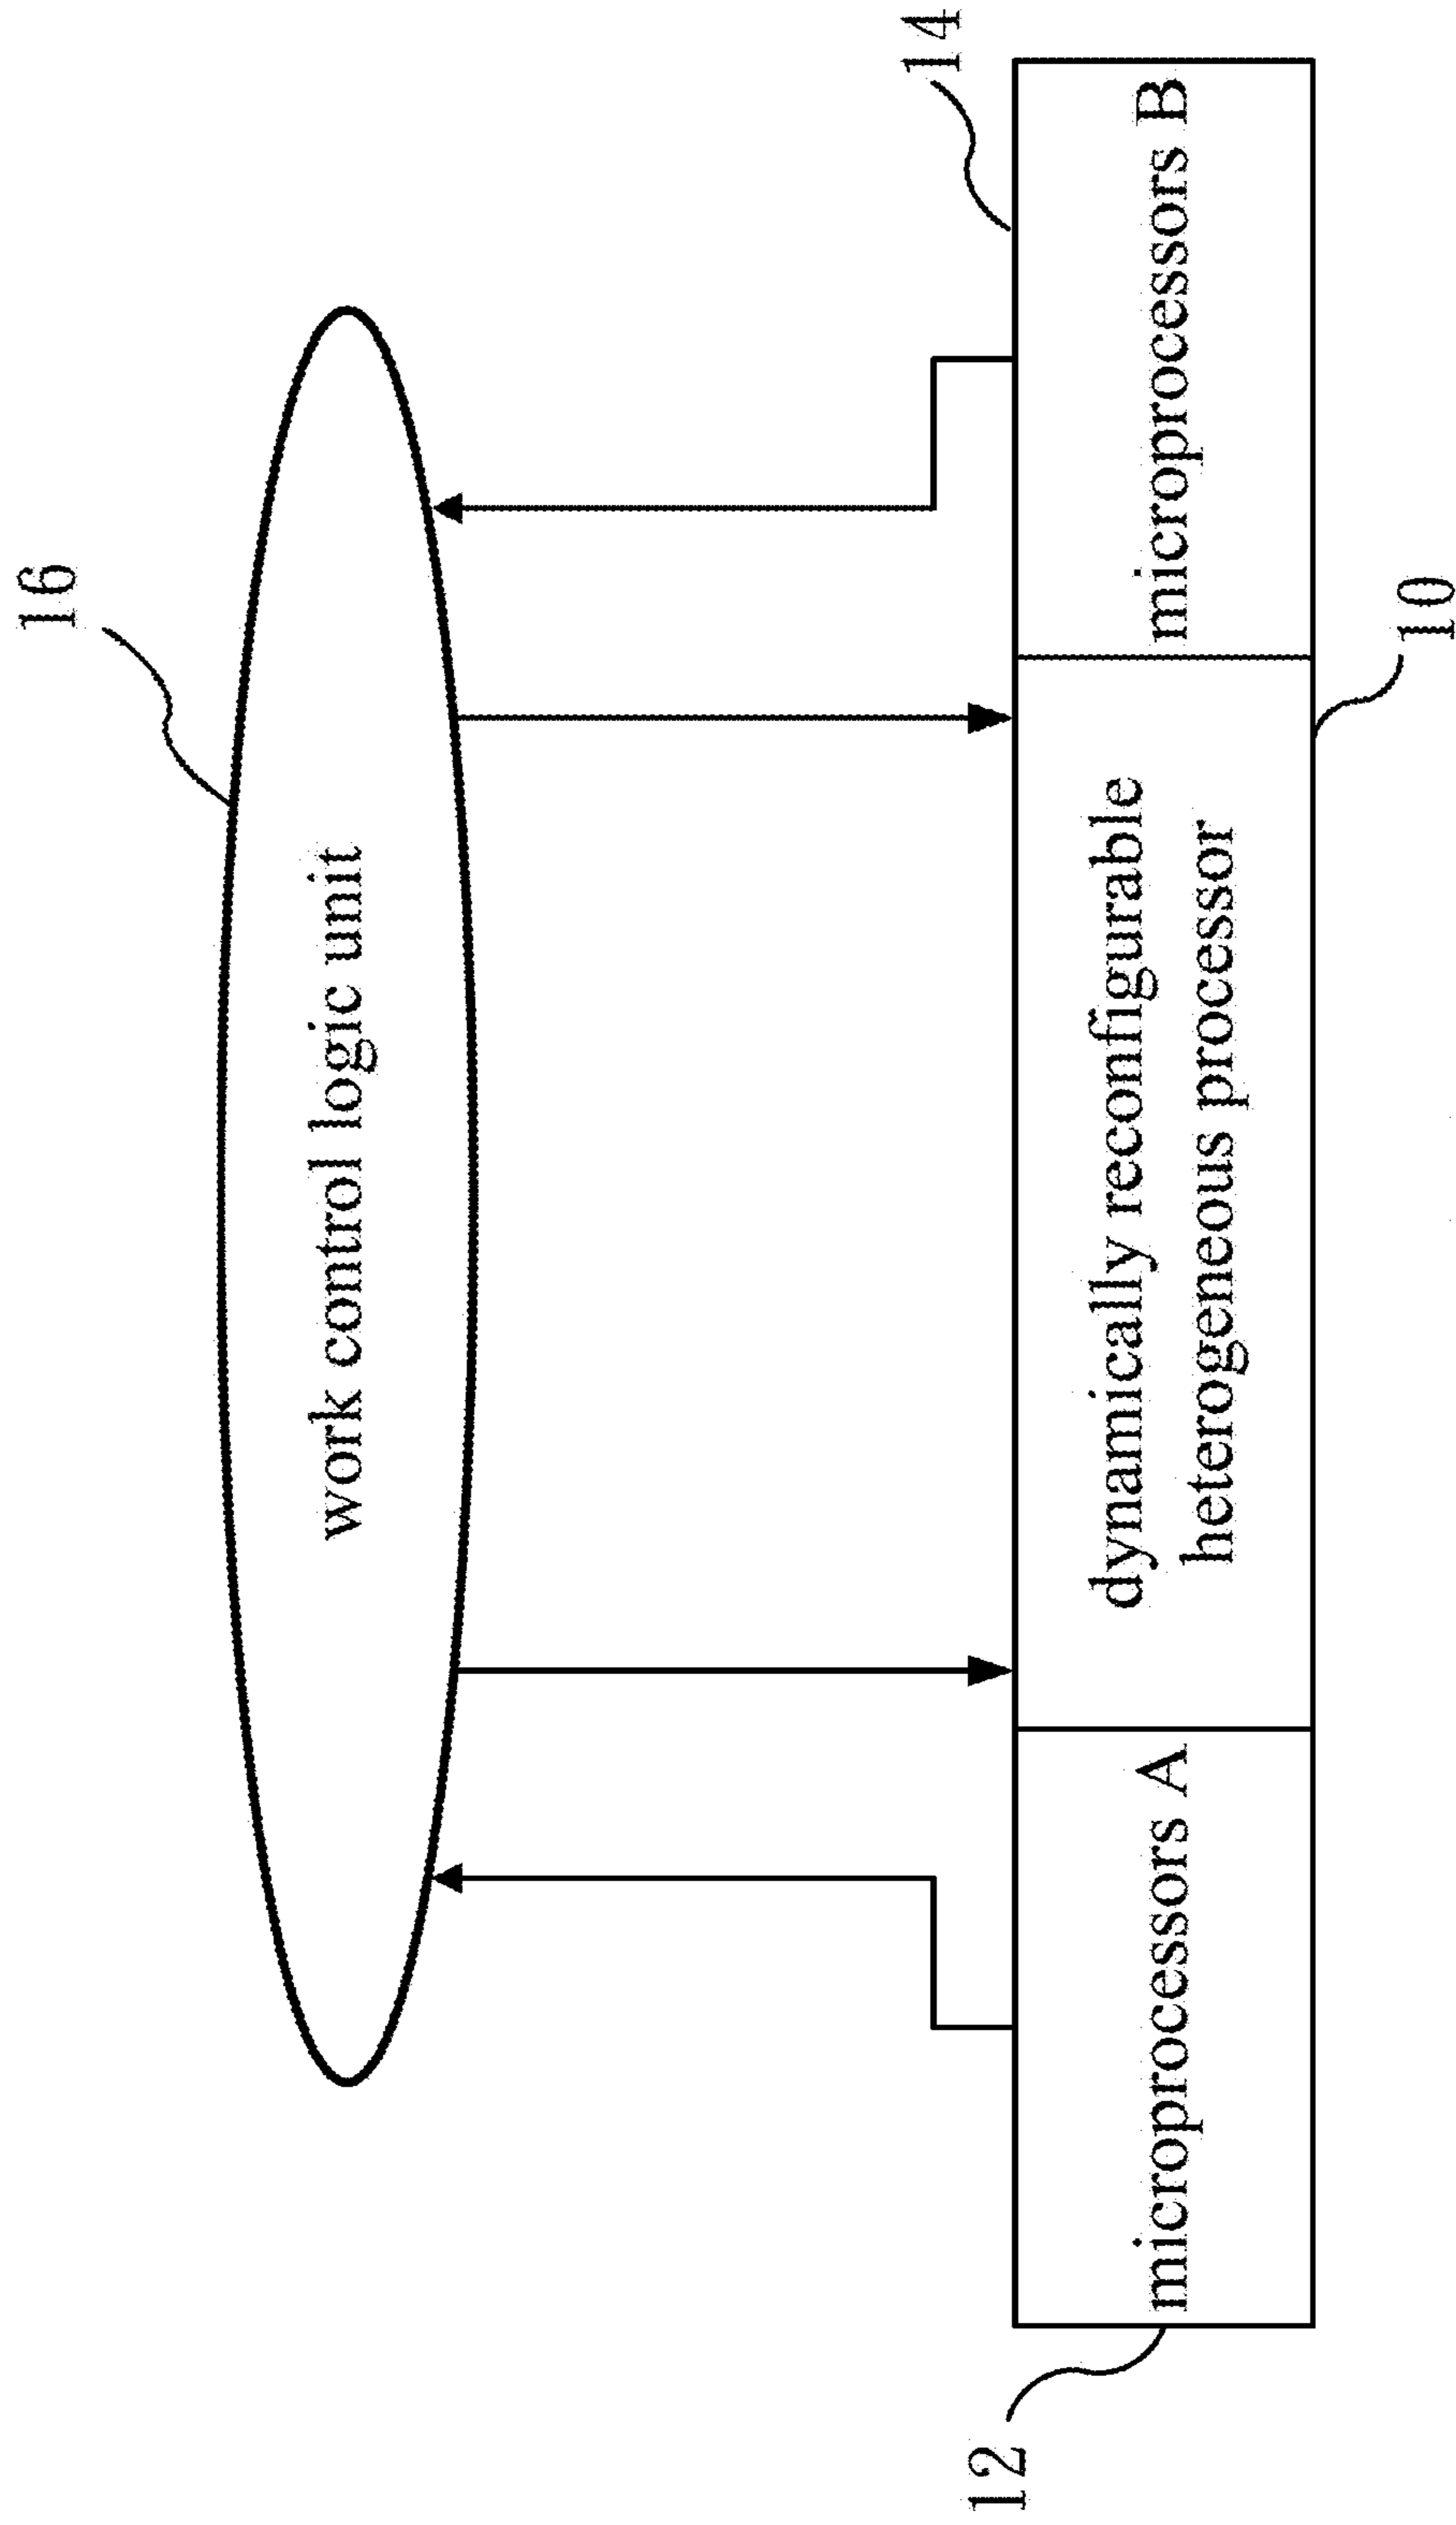 16
work control logic unit
14
microprocessors A
dynamically reconfigurable
heterogeneous processor
microprocessors B
12
10